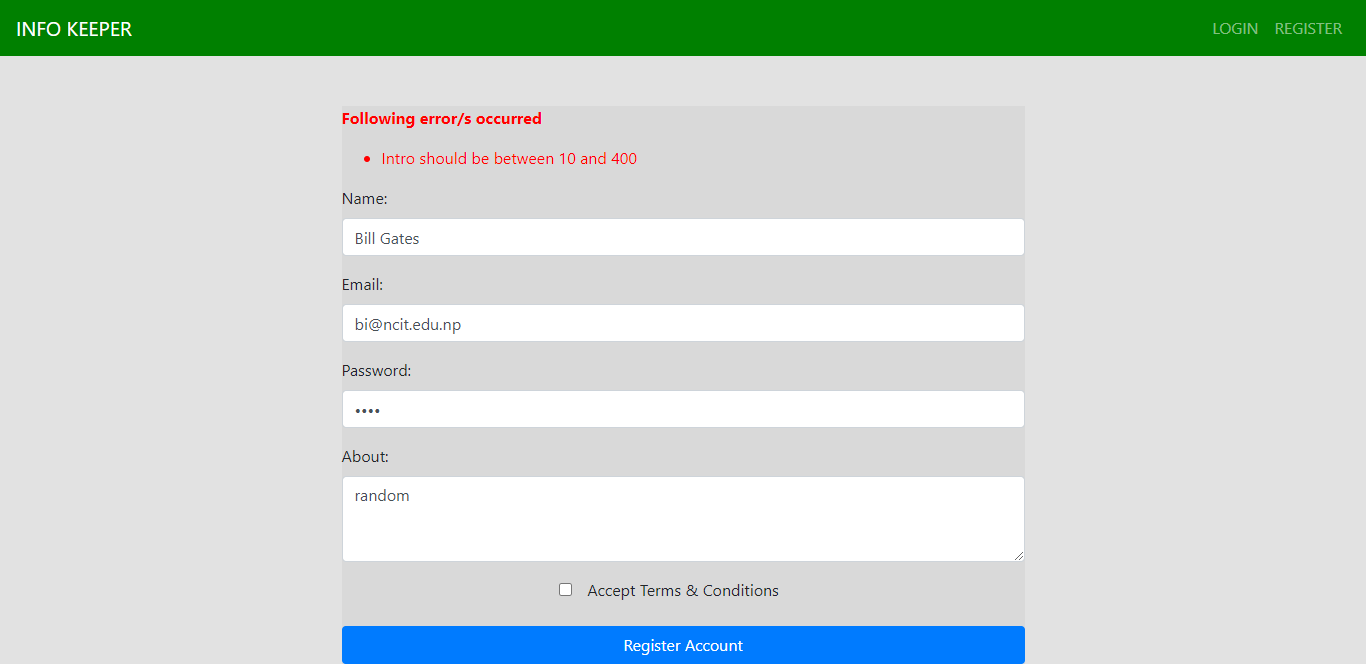 INFO KEEPER LOGIN REGISTER
Following error/s occurred
Intro should be between 10 and 400
Name:
Bill Gates
Email:
bi@ncit.edu.np
Password:
••••
About:
random
Accept Terms & Conditions
Register Account